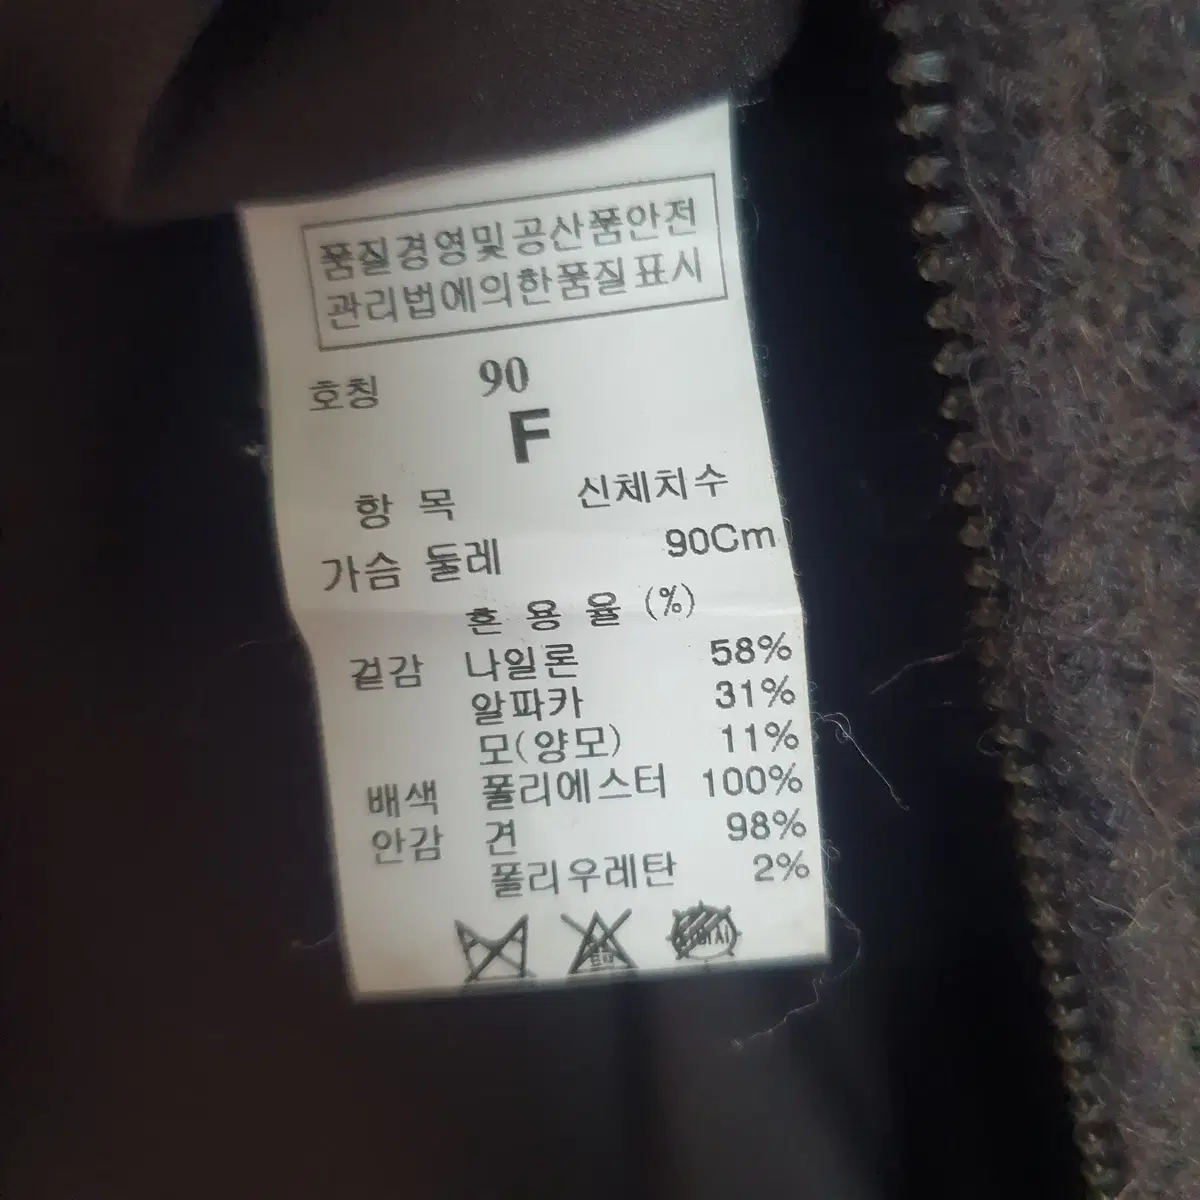 품질경영및공산품안전
관리법에의한품질표시
호칭 90
F
항 목 신체치수
가슴 둘레 90Cm
혼 용 율 (%)
겉감 나일론 58%
알파카 31%
모(양모) 11%
배색 폴리에스터 100%
안감 견 98%
폴리우레탄 2%